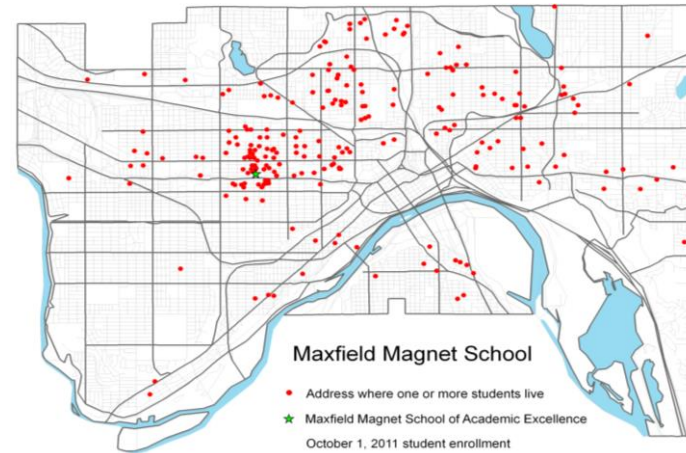 Maxfield Magnet School
Address where one or more students live
Maxfield Magnet School of Academic Excellence
October 1, 2011 student enrollment